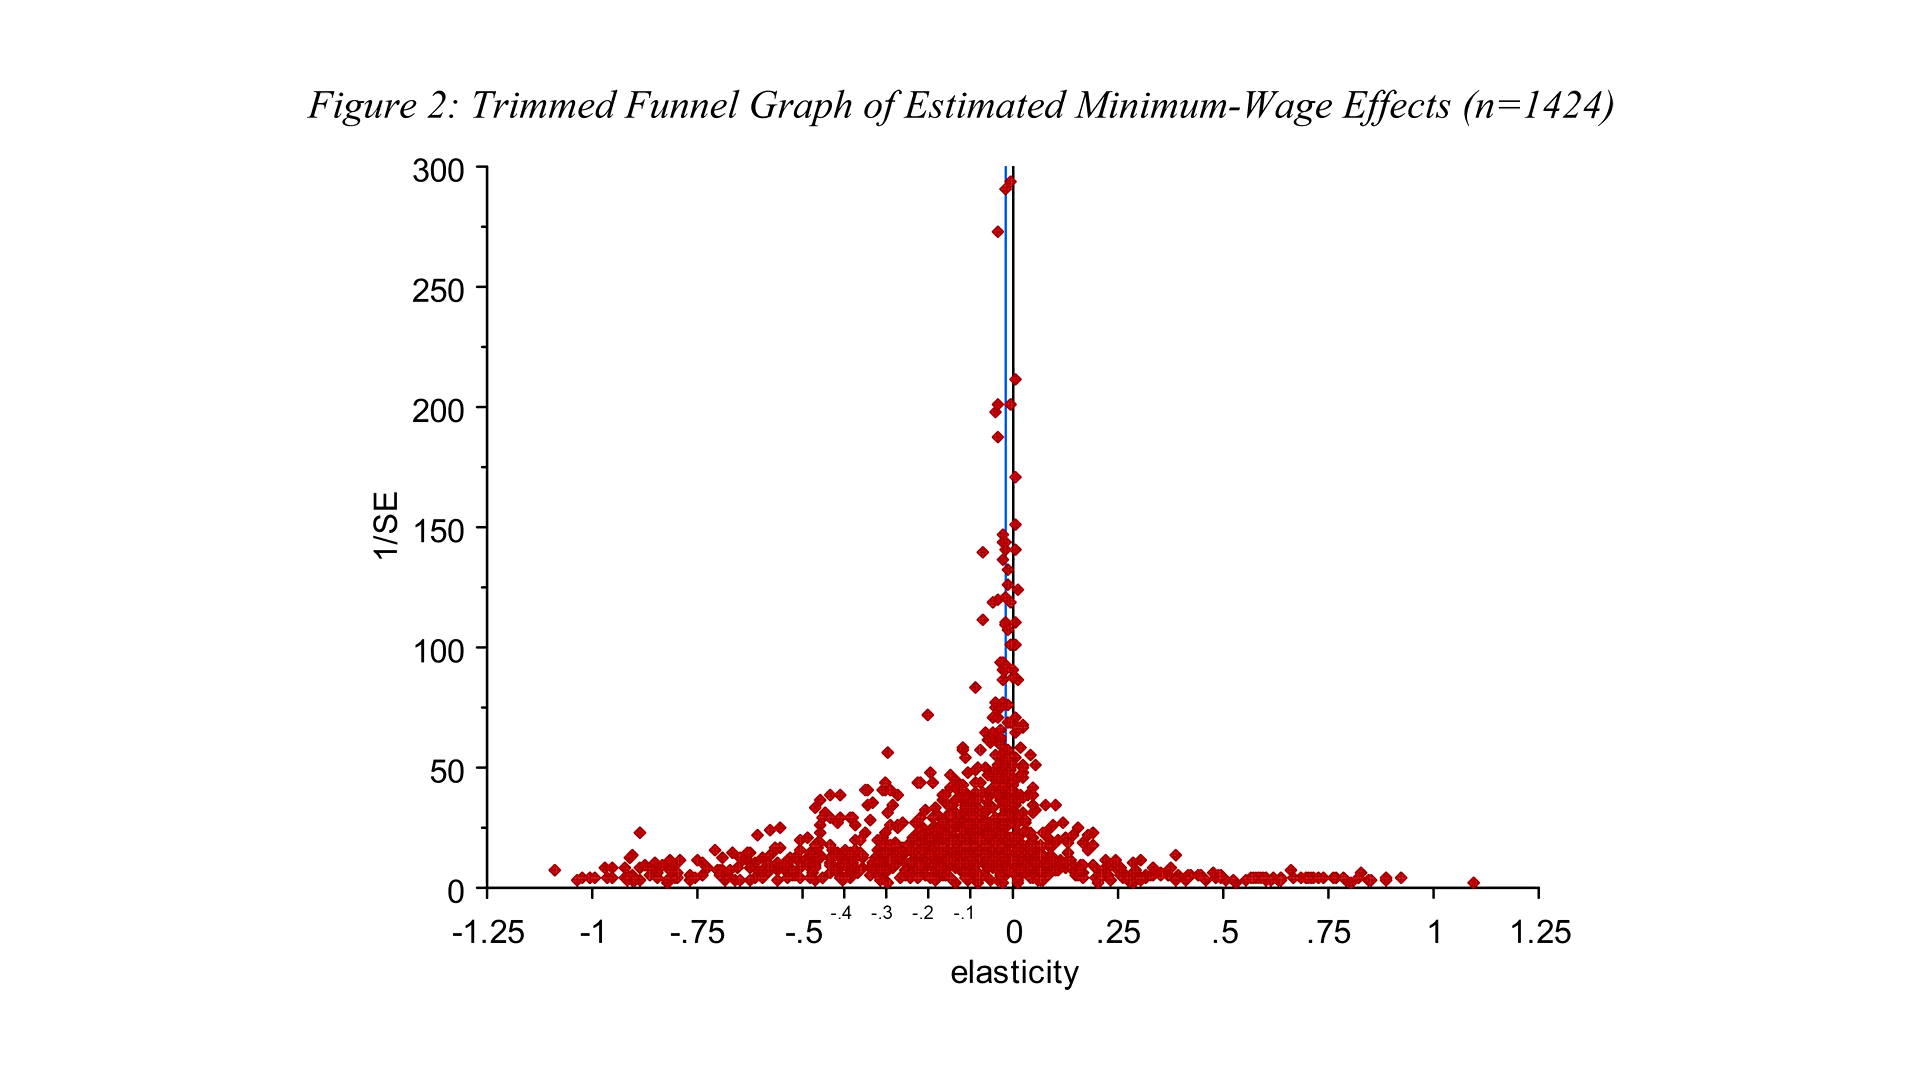 Figure 2: Trimmed Funnel Graph of Estimated Minimum-Wage Effects (n=1424)
300
250
200
1/SE
150
100
50
0
-.4 -.3 -.2 -.1
-1.25 -1 -.75 -.5 0 .25 .5 .75 1 1.25
elasticity